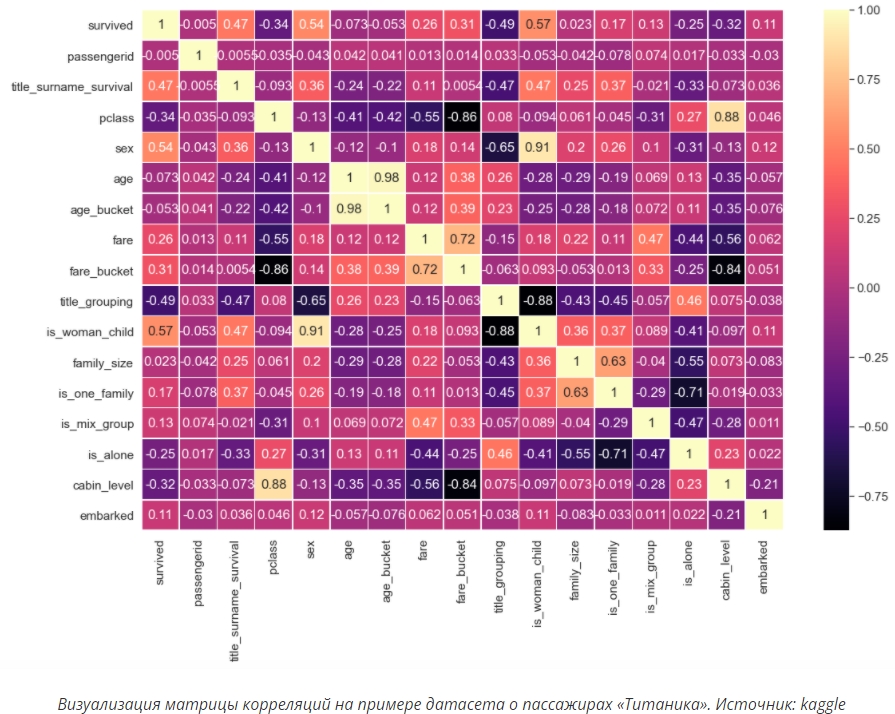 survived 1 -0.005 0.47 -0.34 0.54 -0.073 -0.053 0.26 0.31 -0.49 0.57 0.023 0.17 0.13 -0.25 -0.32 0.11 1.00
passengerid -0.005 1 0.0055 -0.035 -0.043 0.042 0.041 0.013 0.014 0.033 -0.053 -0.042 -0.078 0.074 0.017 -0.033 -0.03
title_surname_survival 0.47 0.0055 1 -0.093 0.36 -0.24 -0.22 0.11 0.0054 -0.47 0.47 0.25 0.37 -0.021 -0.33 -0.073 0.036 0.75
pclass -0.34 -0.035 -0.093 1 -0.13 -0.41 -0.42 -0.55 -0.86 0.08 -0.094 0.061 -0.045 -0.31 0.27 0.88 0.046
sex 0.54 -0.043 0.36 -0.13 1 -0.12 -0.1 0.18 0.14 -0.65 0.91 0.2 0.26 0.1 -0.31 -0.13 0.12 0.50
age -0.073 0.042 -0.24 -0.41 -0.12 1 0.98 0.12 0.38 0.26 -0.28 -0.29 -0.19 0.069 0.13 -0.35 -0.057
age_bucket -0.053 0.041 -0.22 -0.42 -0.1 0.98 1 0.12 0.39 0.23 -0.25 -0.28 -0.18 0.072 0.11 -0.35 -0.076 0.25
fare 0.26 0.013 0.11 -0.55 0.18 0.12 0.12 1 0.72 -0.15 0.18 0.22 0.11 0.47 -0.44 -0.56 0.062
fare_bucket 0.31 0.014 0.0054 -0.86 0.14 0.38 0.39 0.72 1 -0.063 0.093 -0.053 0.013 0.33 -0.25 -0.84 0.051
title_grouping -0.49 0.033 -0.47 0.08 -0.65 0.26 0.23 -0.15 -0.063 1 -0.88 -0.43 -0.45 -0.057 0.46 0.075 -0.038 0.00
is_woman_child 0.57 -0.053 0.47 -0.094 0.91 -0.28 -0.25 0.18 0.093 -0.88 1 0.36 0.37 0.089 -0.41 -0.097 0.11
family_size 0.023 -0.042 0.25 0.061 0.2 -0.29 -0.28 0.22 -0.053 -0.43 0.36 1 0.63 -0.04 -0.55 0.073 -0.083 -0.25
is_one_family 0.17 -0.078 0.37 -0.045 0.26 -0.19 -0.18 0.11 0.013 -0.45 0.37 0.63 1 -0.29 -0.71 -0.019 -0.033
is_mix_group 0.13 0.074 -0.021 -0.31 0.1 0.069 0.072 0.47 0.33 -0.057 0.089 -0.04 -0.29 1 -0.47 -0.28 0.011 -0.50
is_alone -0.25 0.017 -0.33 0.27 -0.31 0.13 0.11 -0.44 -0.25 0.46 -0.41 -0.55 -0.71 -0.47 1 0.23 0.022
cabin_level -0.32 -0.033 -0.073 0.88 -0.13 -0.35 -0.35 -0.56 -0.84 0.075 -0.097 0.073 -0.019 -0.28 0.23 1 -0.21 -0.75
embarked 0.11 -0.03 0.036 0.046 0.12 -0.057 -0.076 0.062 0.051 -0.038 0.11 -0.083 -0.033 0.011 0.022 -0.21 1
survived passengerid title_surname_survival pclass sex age age_bucket fare fare_bucket title_grouping is_woman_child family_size is_one_family is_mix_group is_alone cabin_level embarked
Визуализация матрицы корреляций на примере датасета о пассажирах «Титаника». Источник: kaggle